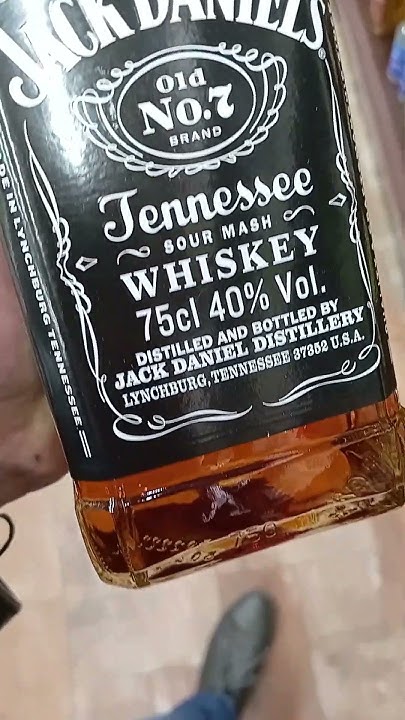 JACK DANIEL'S
Old
No.7
BRAND
Tennessee
SOUR MASH
WHISKEY
75cl 40% Vol.
DISTILLED AND BOTTLED BY
JACK DANIEL DISTILLERY
LYNCHBURG, TENNESSEE 37352 U.S.A.
DE IN LYNCHBURG TENNESSEE